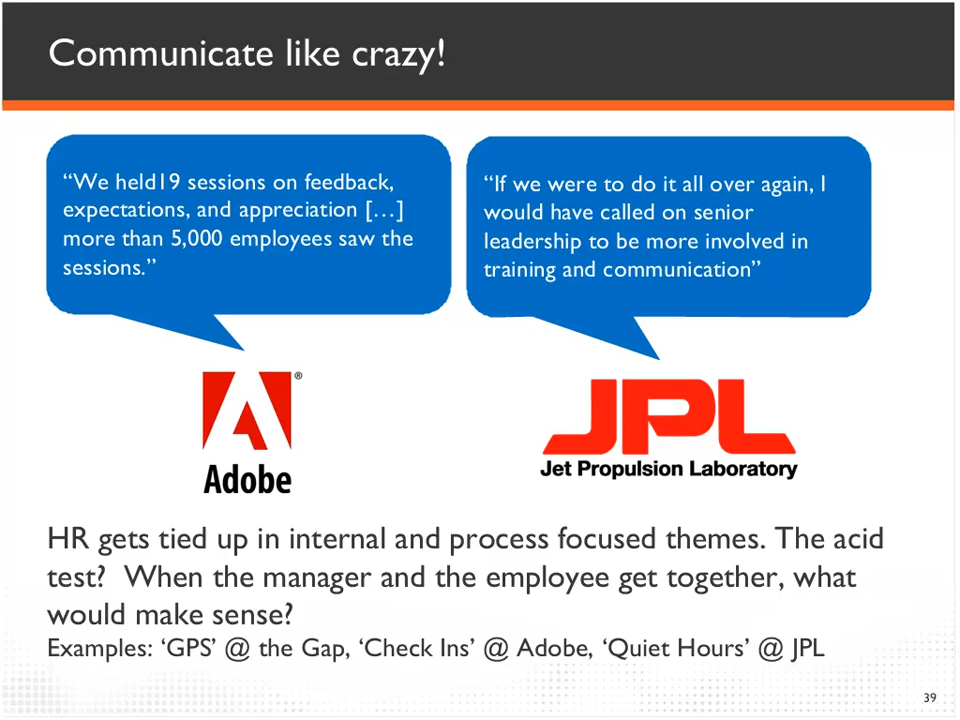 Communicate like crazy!
“We held19 sessions on feedback,
expectations, and appreciation […]
more than 5,000 employees saw the
sessions.”
“If we were to do it all over again, I
would have called on senior
leadership to be more involved in
training and communication”
®
Adobe
JPL
Jet Propulsion Laboratory
HR gets tied up in internal and process focused themes. The acid
test?  When the manager and the employee get together, what
would make sense?
Examples: ‘GPS’ @ the Gap, ‘Check Ins’ @ Adobe, ‘Quiet Hours’ @ JPL
39